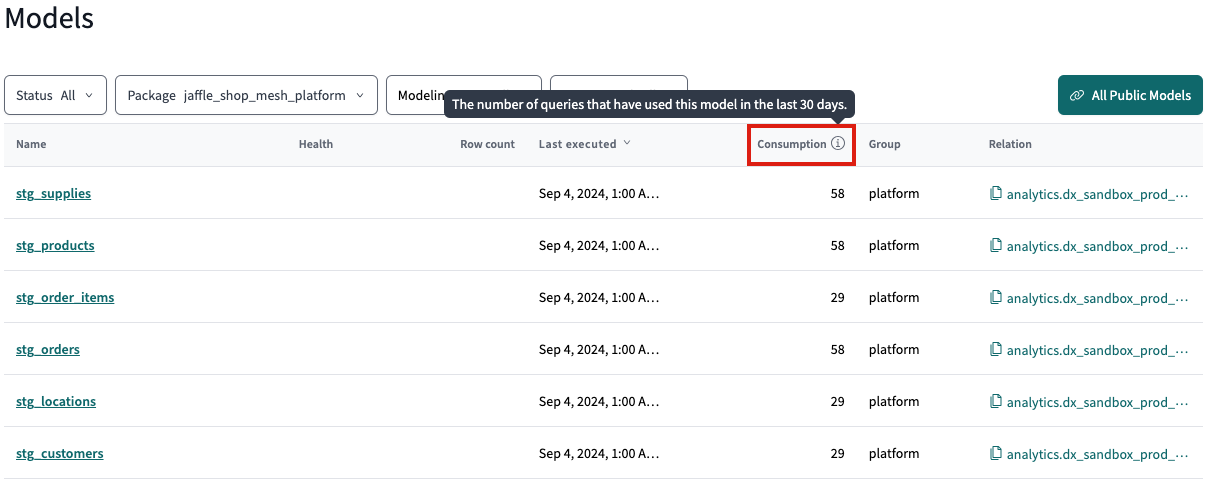 Models
Status All
Package jaffle_shop_mesh_platform
Modelin
The number of queries that have used this model in the last 30 days.
All Public Models
Name Health Row count Last executed Consumption Group Relation
stg_supplies Sep 4, 2024, 1:00 A… 58 platform analytics.dx_sandbox_prod_…
stg_products Sep 4, 2024, 1:00 A… 58 platform analytics.dx_sandbox_prod_…
stg_order_items Sep 4, 2024, 1:00 A… 29 platform analytics.dx_sandbox_prod_…
stg_orders Sep 4, 2024, 1:00 A… 58 platform analytics.dx_sandbox_prod_…
stg_locations Sep 4, 2024, 1:00 A… 29 platform analytics.dx_sandbox_prod_…
stg_customers Sep 4, 2024, 1:00 A… 29 platform analytics.dx_sandbox_prod_…